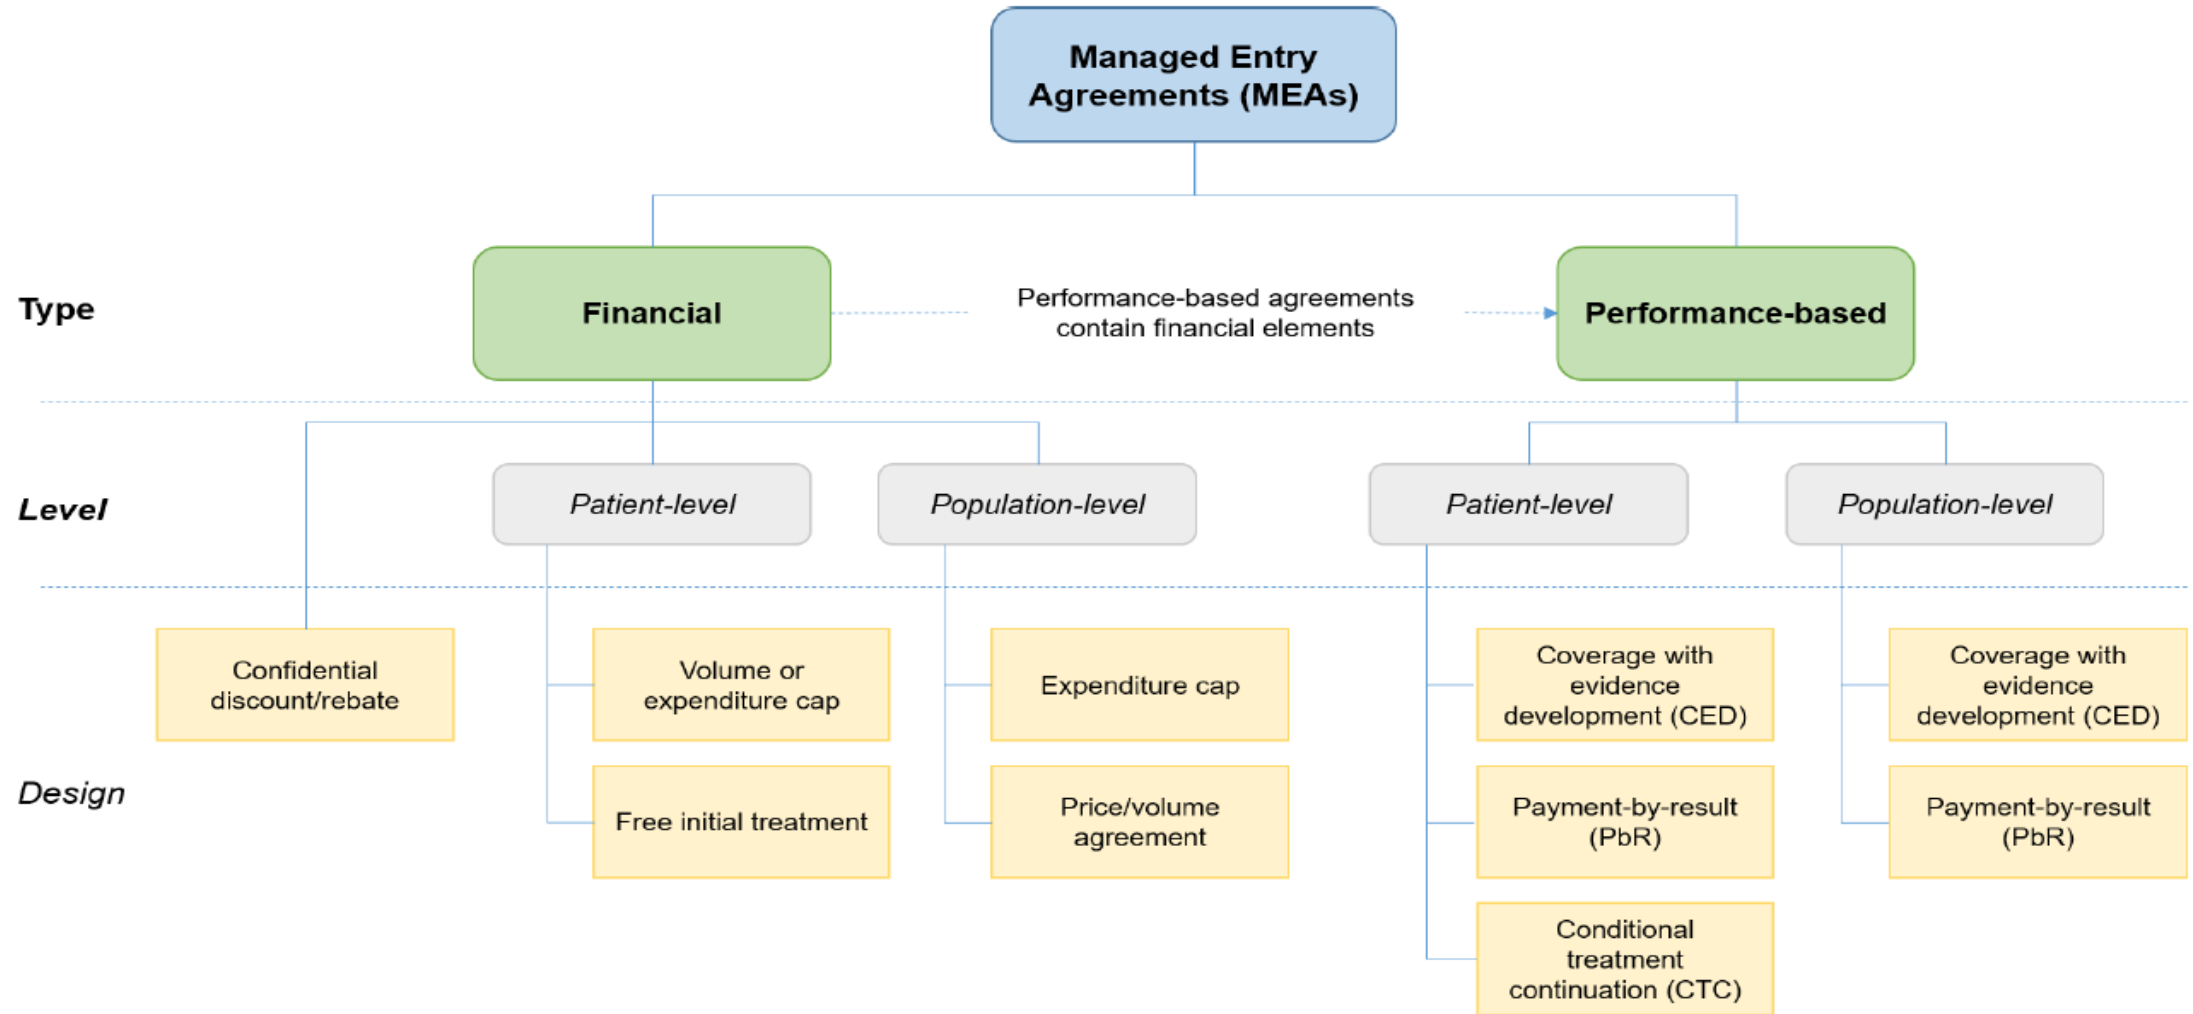 Managed Entry
Agreements (MEAs)
Type
Financial
Performance-based agreements
contain financial elements
Performance-based
Level
Patient-level
Population-level
Patient-level
Population-level
Design
Confidential
discount/rebate
Volume or
expenditure cap
Expenditure cap
Coverage with
evidence
development (CED)
Coverage with
evidence
development (CED)
Free initial treatment
Price/volume
agreement
Payment-by-result
(PbR)
Payment-by-result
(PbR)
Conditional
treatment
continuation (CTC)